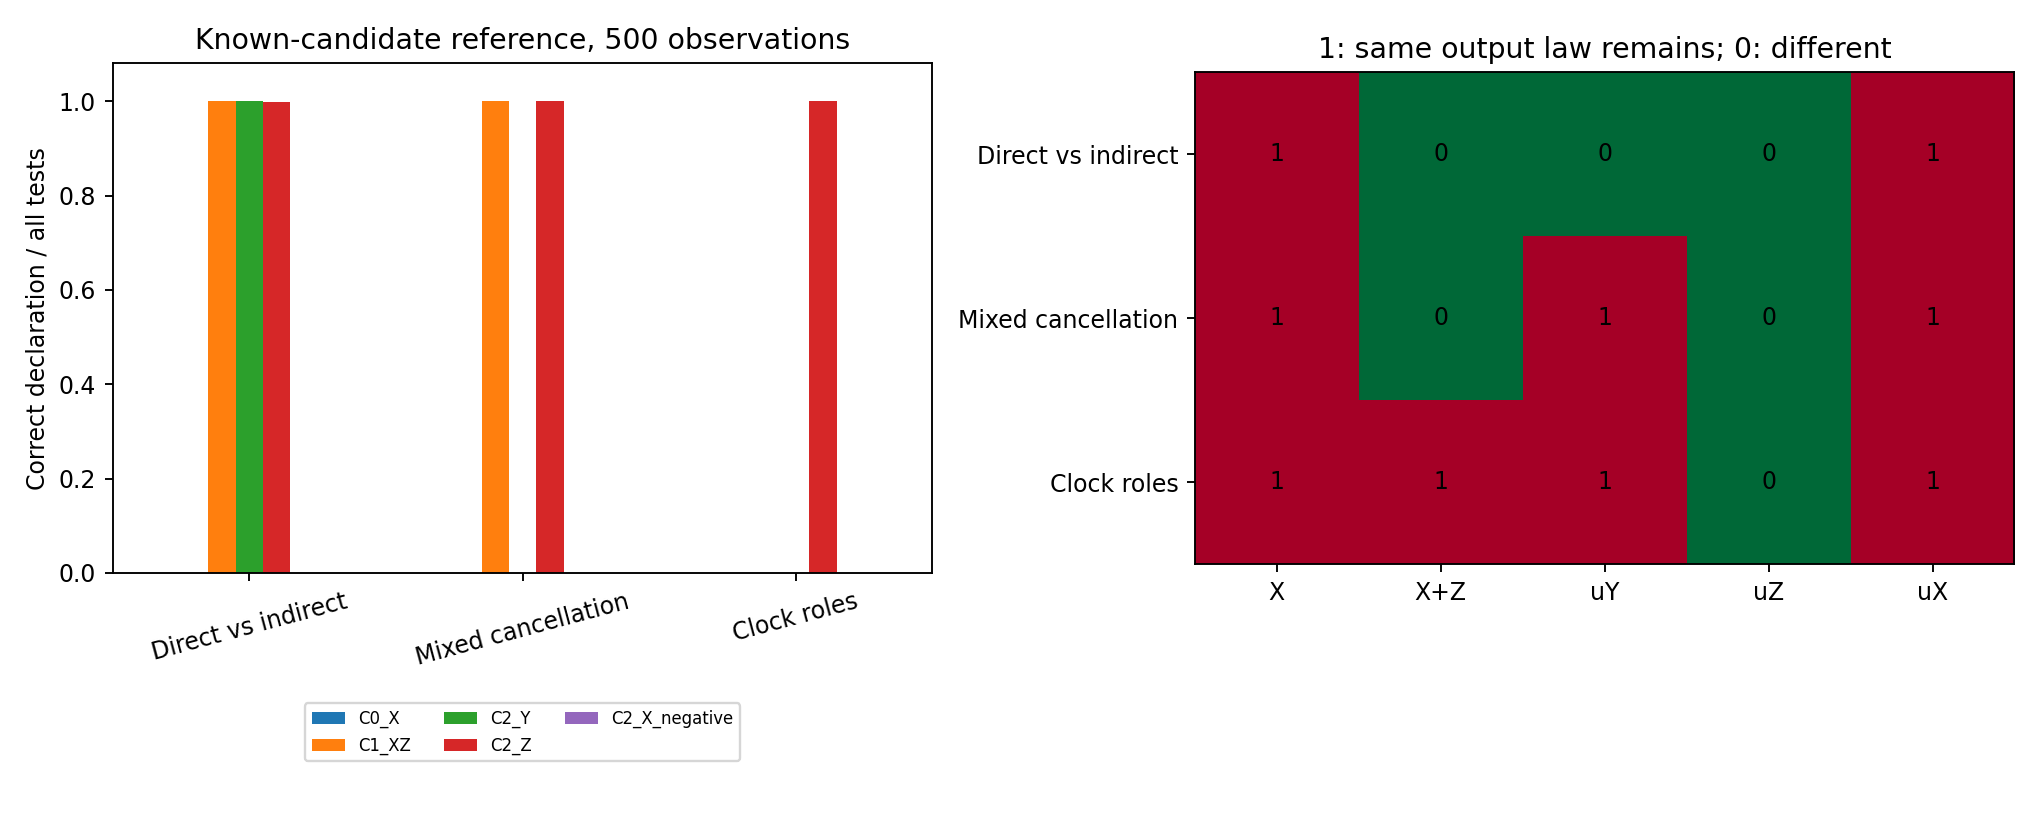 Known-candidate reference, 500 observations
Correct declaration / all tests
1.0
0.8
0.6
0.4
0.2
0.0
Direct vs indirect
Mixed cancellation
Clock roles
C0_X
C1_XZ
C2_Y
C2_Z
C2_X_negative
1: same output law remains; 0: different
Direct vs indirect 1 0 0 0 1
Mixed cancellation 1 0 1 0 1
Clock roles 1 1 1 0 1
X X+Z uY uZ uX